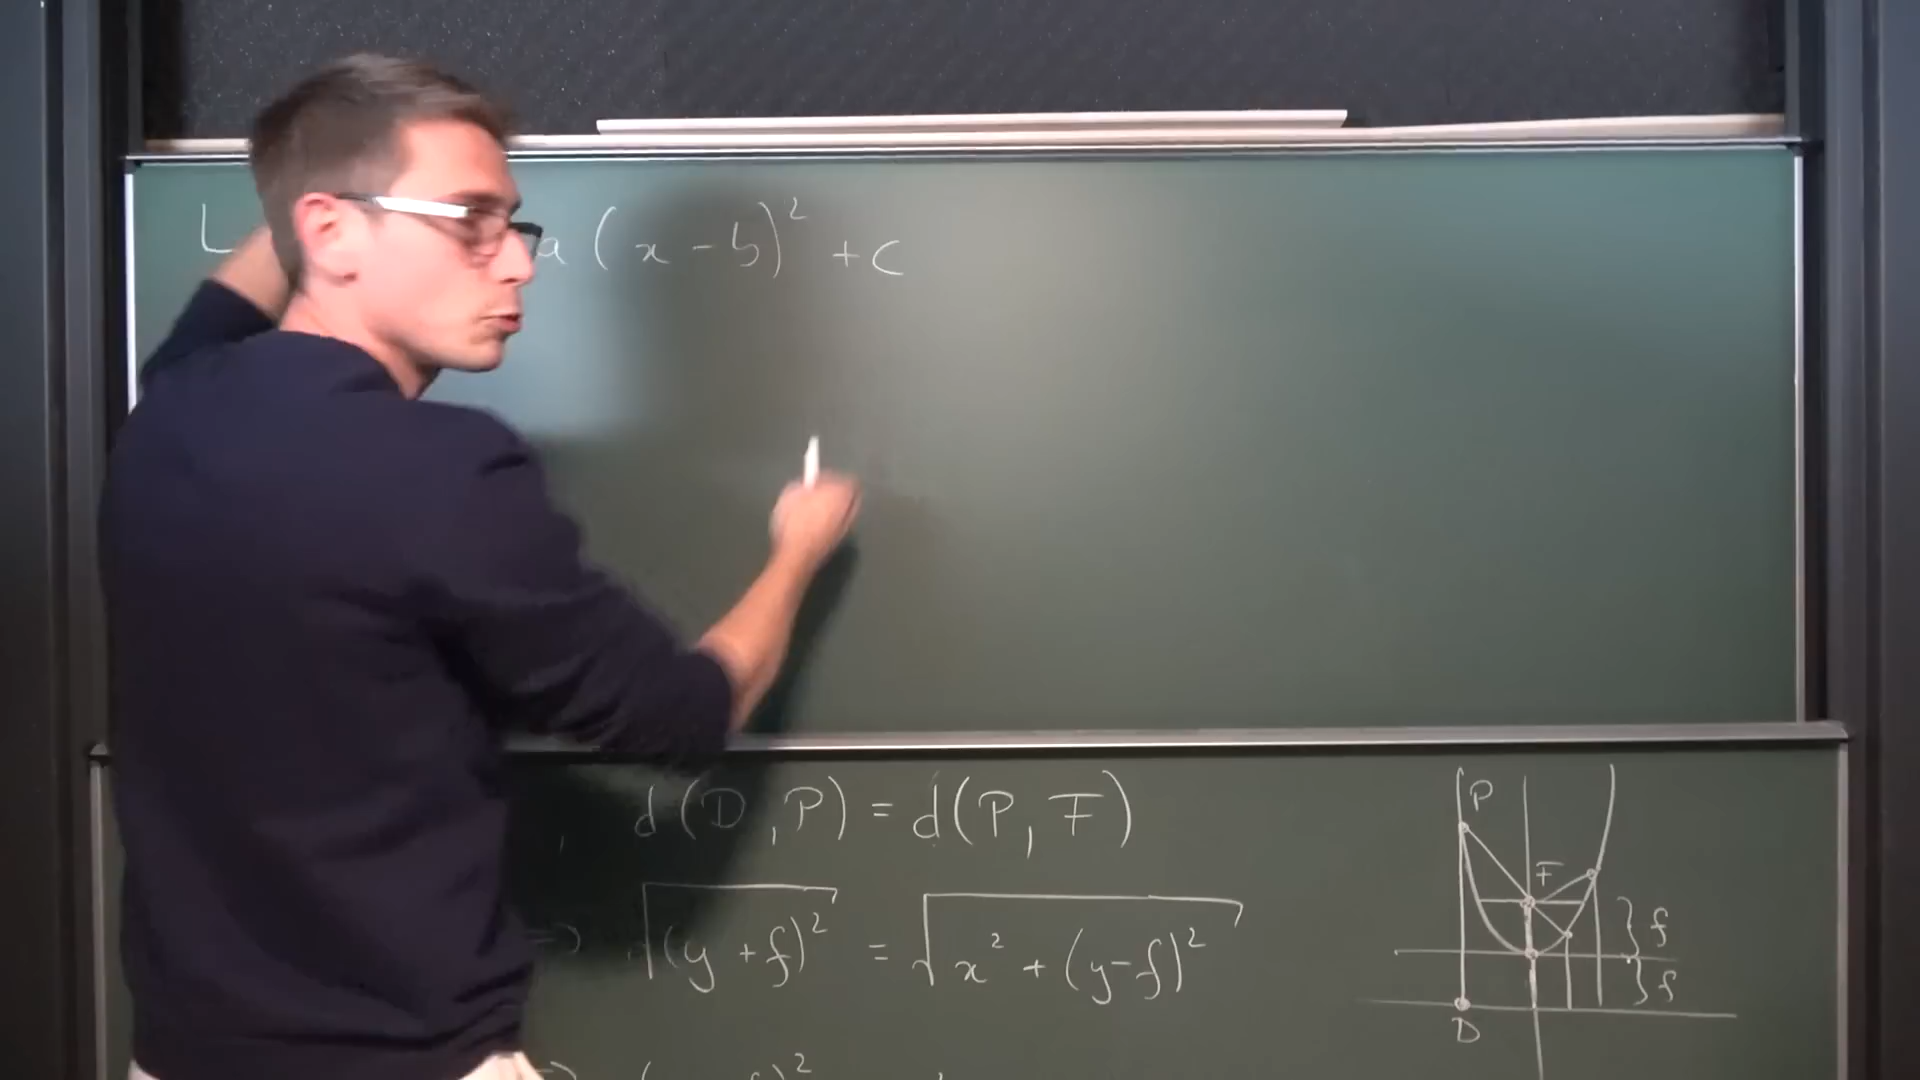 L a (x - b)² + c
, d(D, P) = d(P, F)
=> √(y + f)² = √x² + (y-f)²
P
F
f
f
D